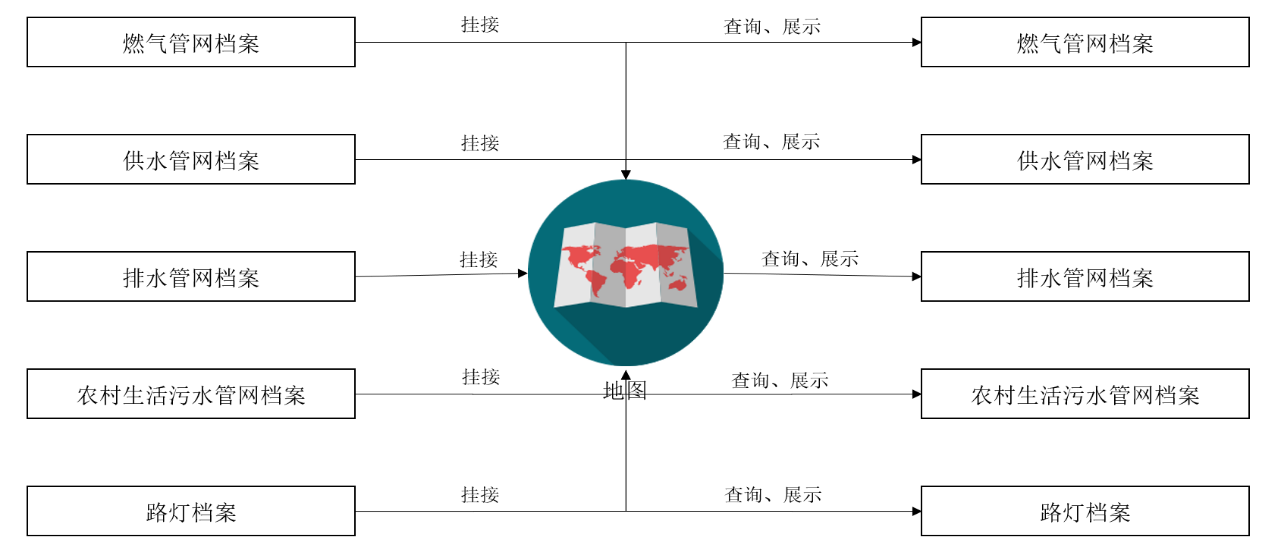 燃气管网档案
挂接
查询、展示
燃气管网档案
供水管网档案
挂接
查询、展示
供水管网档案
排水管网档案
挂接
查询、展示
排水管网档案
农村生活污水管网档案
挂接
地图
查询、展示
农村生活污水管网档案
路灯档案
挂接
查询、展示
路灯档案